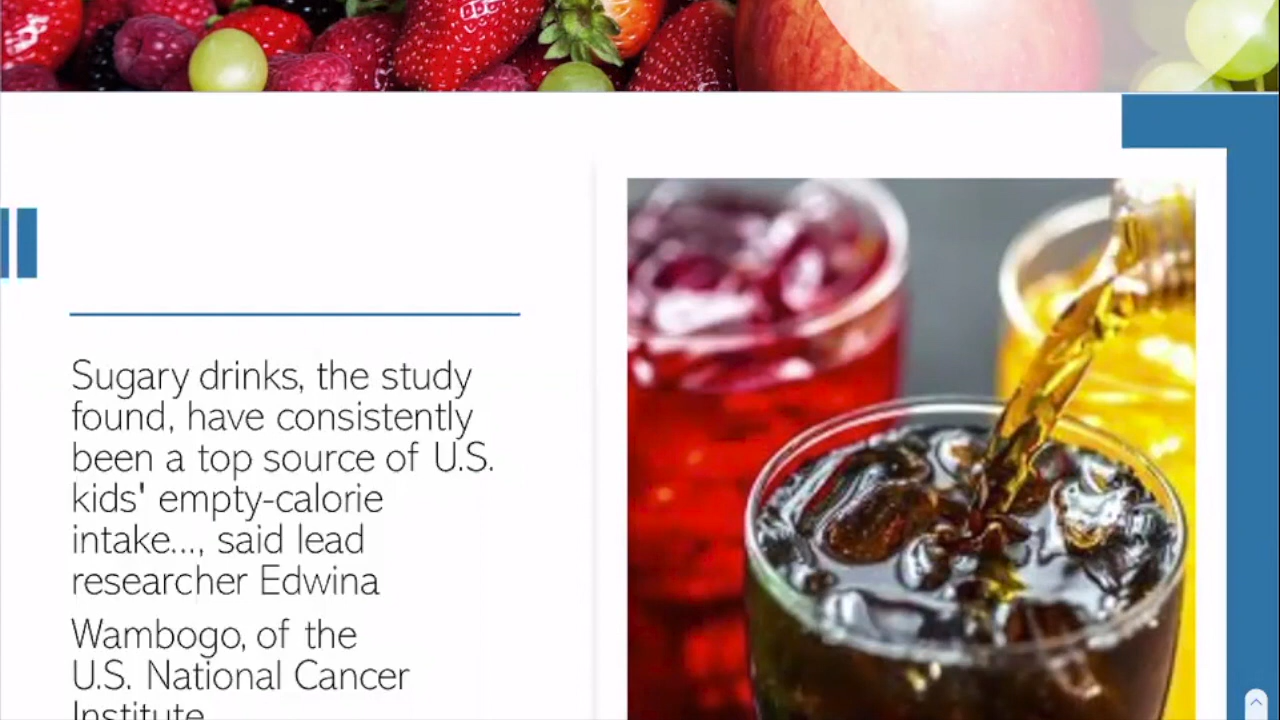 Sugary drinks, the study
found, have consistently
been a top source of U.S.
kids' empty-calorie
intake..., said lead
researcher Edwina
Wambogo, of the
U.S. National Cancer
Institute